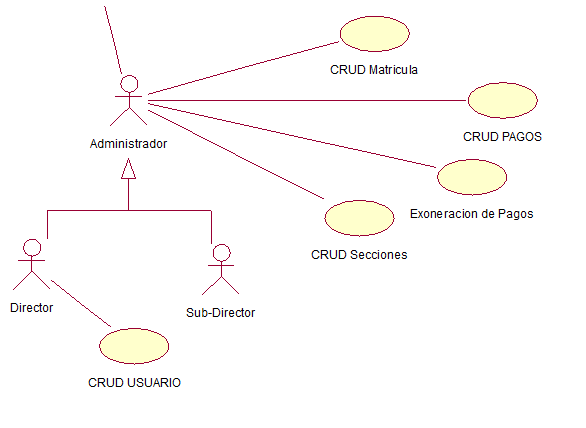 CRUD Matricula
CRUD PAGOS
Administrador
Exoneracion de Pagos
CRUD Secciones
Director
Sub-Director
CRUD USUARIO